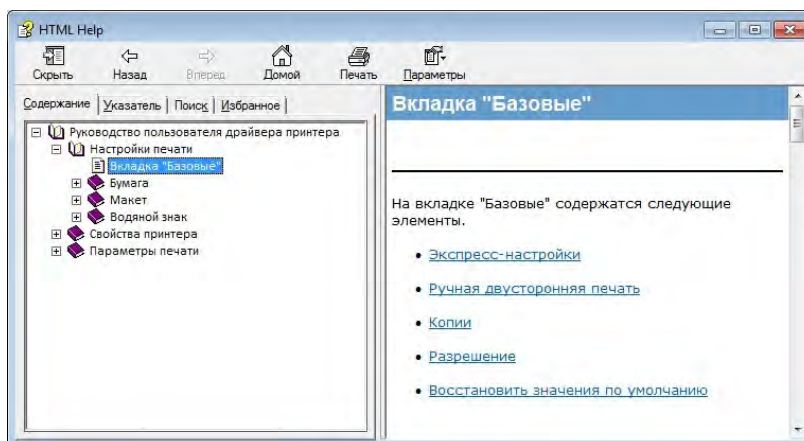 HTML Help
Скрыть Назад Вперед Домой Печать Параметры
Содержание Указатель Поиск Избранное
Руководство пользователя драйвера принтера
Настройки печати
Вкладка "Базовые"
Бумага
Макет
Водяной знак
Свойства принтера
Параметры печати
Вкладка "Базовые"
На вкладке "Базовые" содержатся следующие
элементы.
• Экспресс-настройки
• Ручная двусторонняя печать
• Копии
• Разрешение
• Восстановить значения по умолчанию